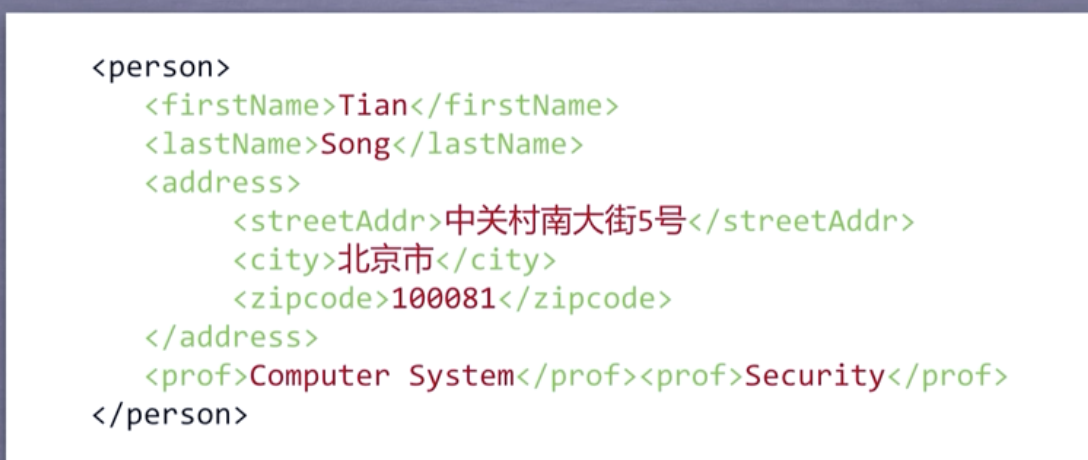 <person>
<firstName>Tian</firstName>
<lastName>Song</lastName>
<address>
<streetAddr>中关村南大街5号</streetAddr>
<city>北京市</city>
<zipcode>100081</zipcode>
</address>
<prof>Computer System</prof><prof>Security</prof>
</person>